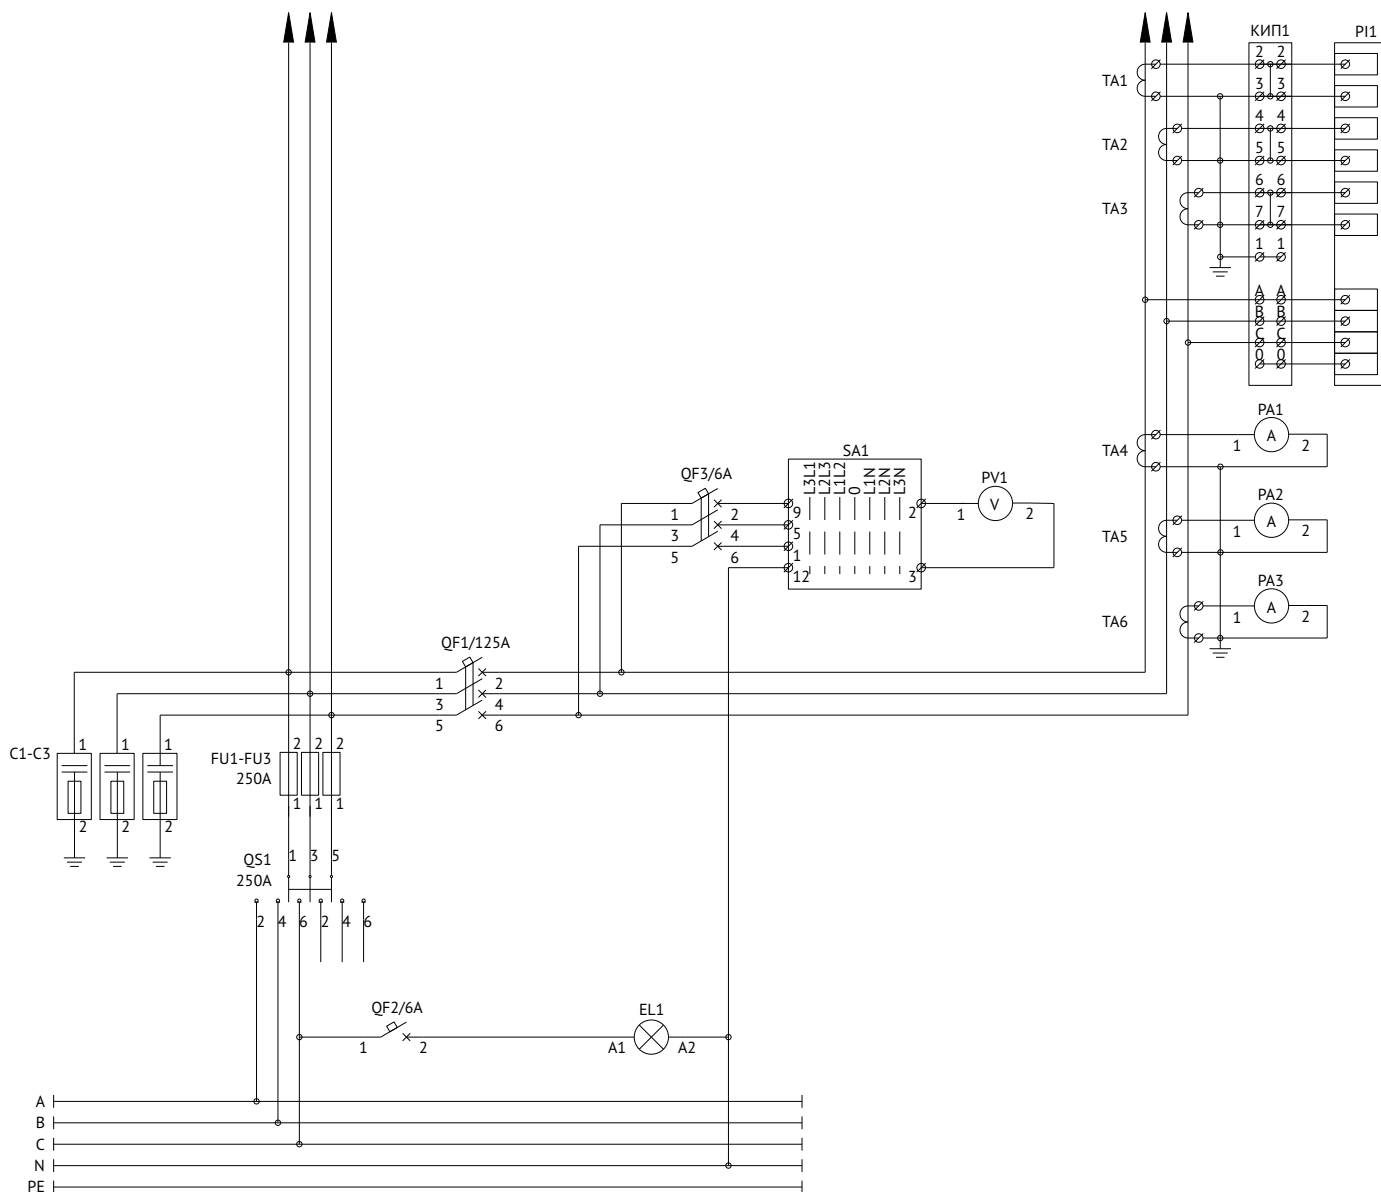 КИП1 PI1
2 2
TA1
3 3
4 4
TA2
5 5
6 6
TA3
7 7
1 1
A A
B B
C C
0 0
PA1
A
1 2
TA4
SA1
L3L1 L2L3 L1L2 0 L1N L2N L3N
QF3/6A
PV1
V
1 2
9 2
1 2
5
3 4
1
5 6
12 3
PA2
A
1 2
TA5
PA3
A
1 2
TA6
QF1/125A
1 2
3 4
5 6
C1-C3
1 1 1
2 2 2
FU1-FU3
250A
2 2 2
1 1 1
QS1
250A
1 3 5
2 4 6 2 4 6
QF2/6A
1 2
EL1
A1 A2
A
B
C
N
PE